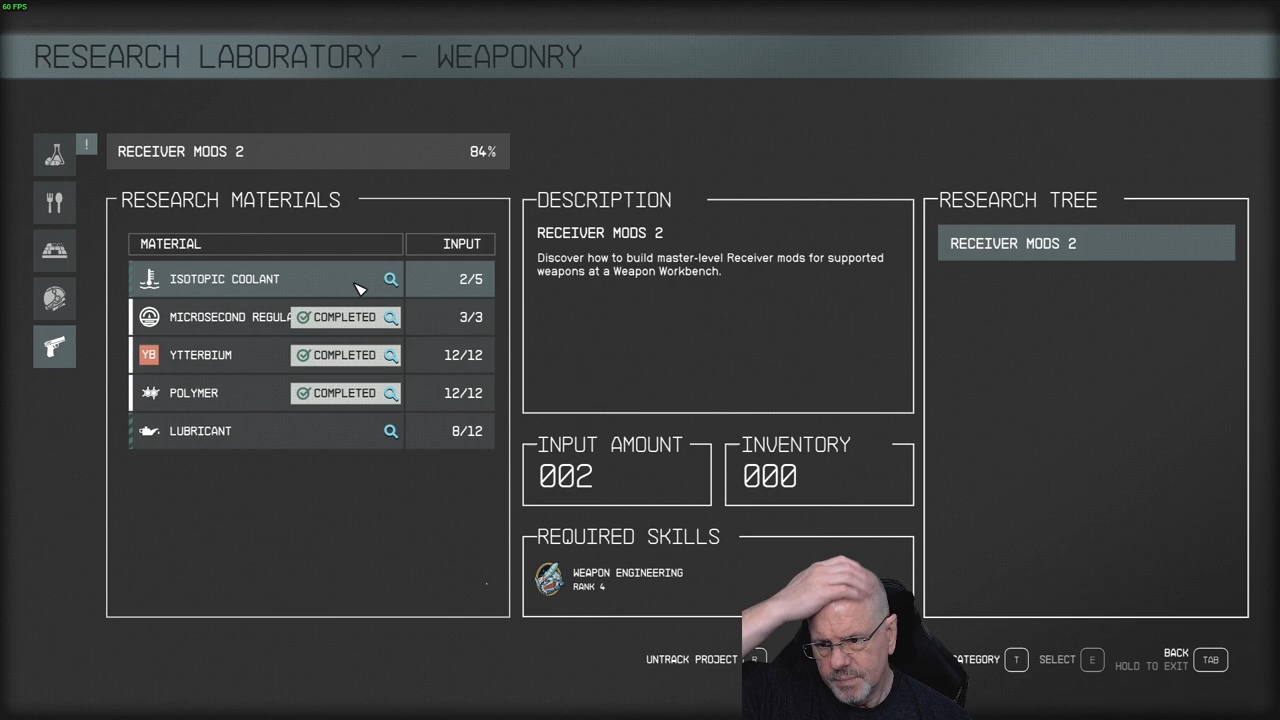 60 FPS
RESEARCH LABORATORY - WEAPONRY
!
RECEIVER MODS 2 84%
RESEARCH MATERIALS
MATERIAL INPUT
ISOTOPIC COOLANT 2/5
MICROSECOND REGULA COMPLETED 3/3
YB YTTERBIUM COMPLETED 12/12
POLYMER COMPLETED 12/12
LUBRICANT 8/12
DESCRIPTION
RECEIVER MODS 2
Discover how to build master-level Receiver mods for supported
weapons at a Weapon Workbench.
INPUT AMOUNT
002
INVENTORY
000
REQUIRED SKILLS
WEAPON ENGINEERING
RANK 4
RESEARCH TREE
RECEIVER MODS 2
UNTRACK PROJECT R
CATEGORY T
SELECT E
BACK
HOLD TO EXIT
TAB